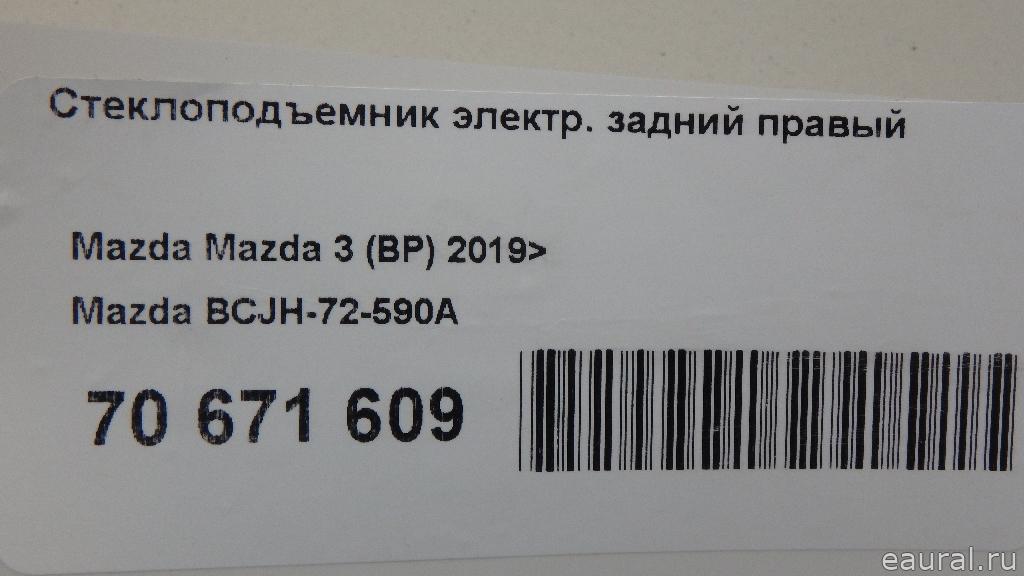 Стеклоподъемник электр. задний правый
Mazda Mazda 3 (BP) 2019>
Mazda BCJH-72-590A
70 671 609
eaural.ru